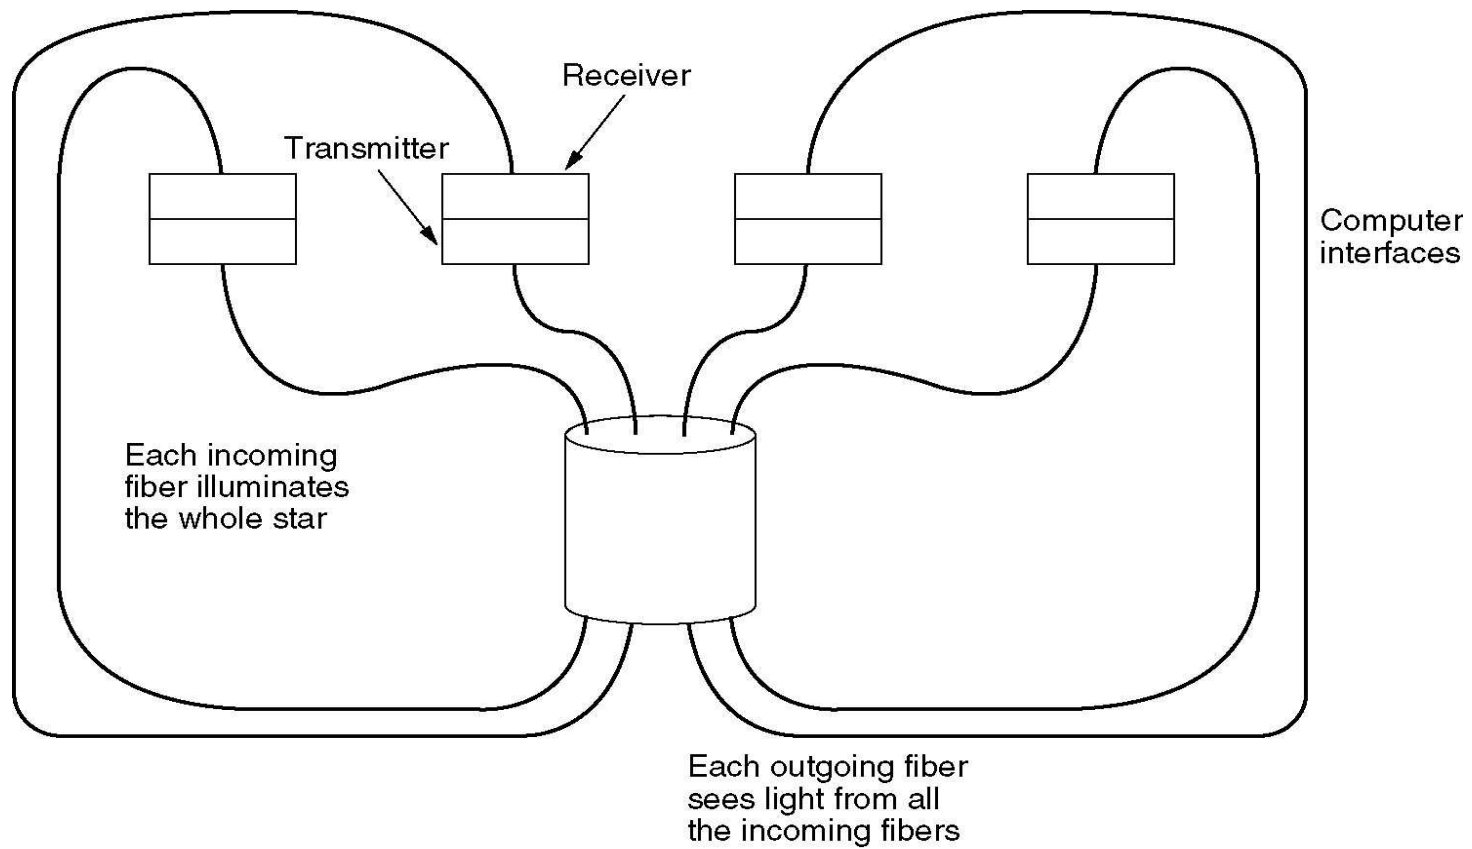 Receiver
Transmitter
Computer
interfaces
Each incoming
fiber illuminates
the whole star
Each outgoing fiber
sees light from all
the incoming fibers